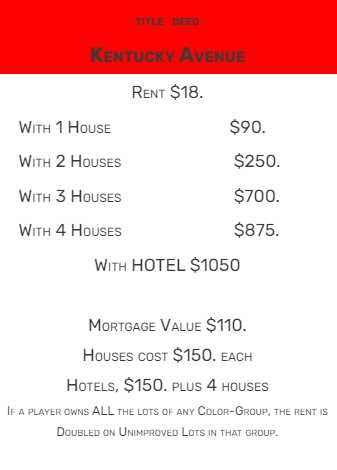 TITLE DEED
KENTUCKY AVENUE
RENT $18.
WITH 1 HOUSE $90.
WITH 2 HOUSES $250.
WITH 3 HOUSES $700.
WITH 4 HOUSES $875.
WITH HOTEL $1050
MORTGAGE VALUE $110.
HOUSES COST $150. EACH
HOTELS, $150. PLUS 4 HOUSES
IF A PLAYER OWNS ALL THE LOTS OF ANY COLOR-GROUP, THE RENT IS
DOUBLED ON UNIMPROVED LOTS IN THAT GROUP.